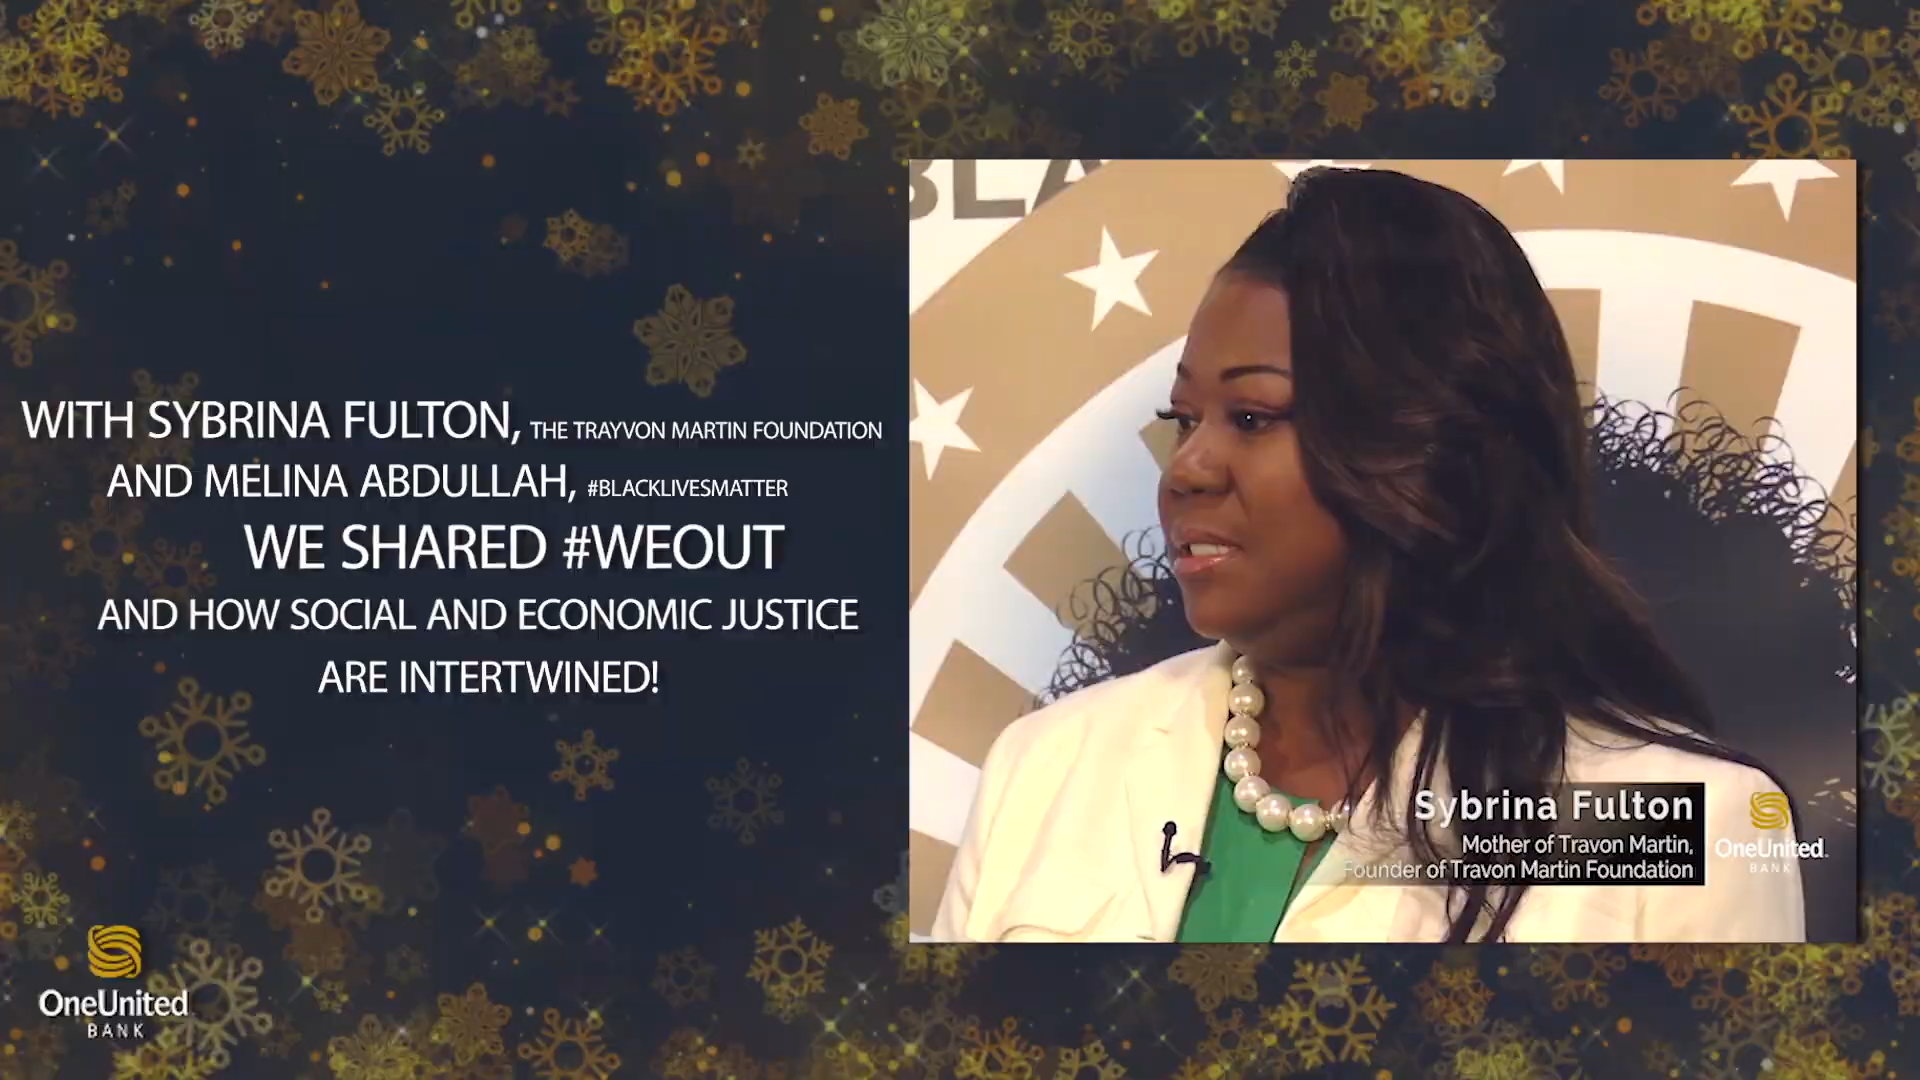 WITH SYBRINA FULTON, THE TRAYVON MARTIN FOUNDATION
AND MELINA ABDULLAH, #BLACKLIVESMATTER
WE SHARED #WEOUT
AND HOW SOCIAL AND ECONOMIC JUSTICE
ARE INTERTWINED!
OneUnited
BANK
BLA
Sybrina Fulton
Mother of Travon Martin,
Founder of Travon Martin Foundation
OneUnited.
BANK